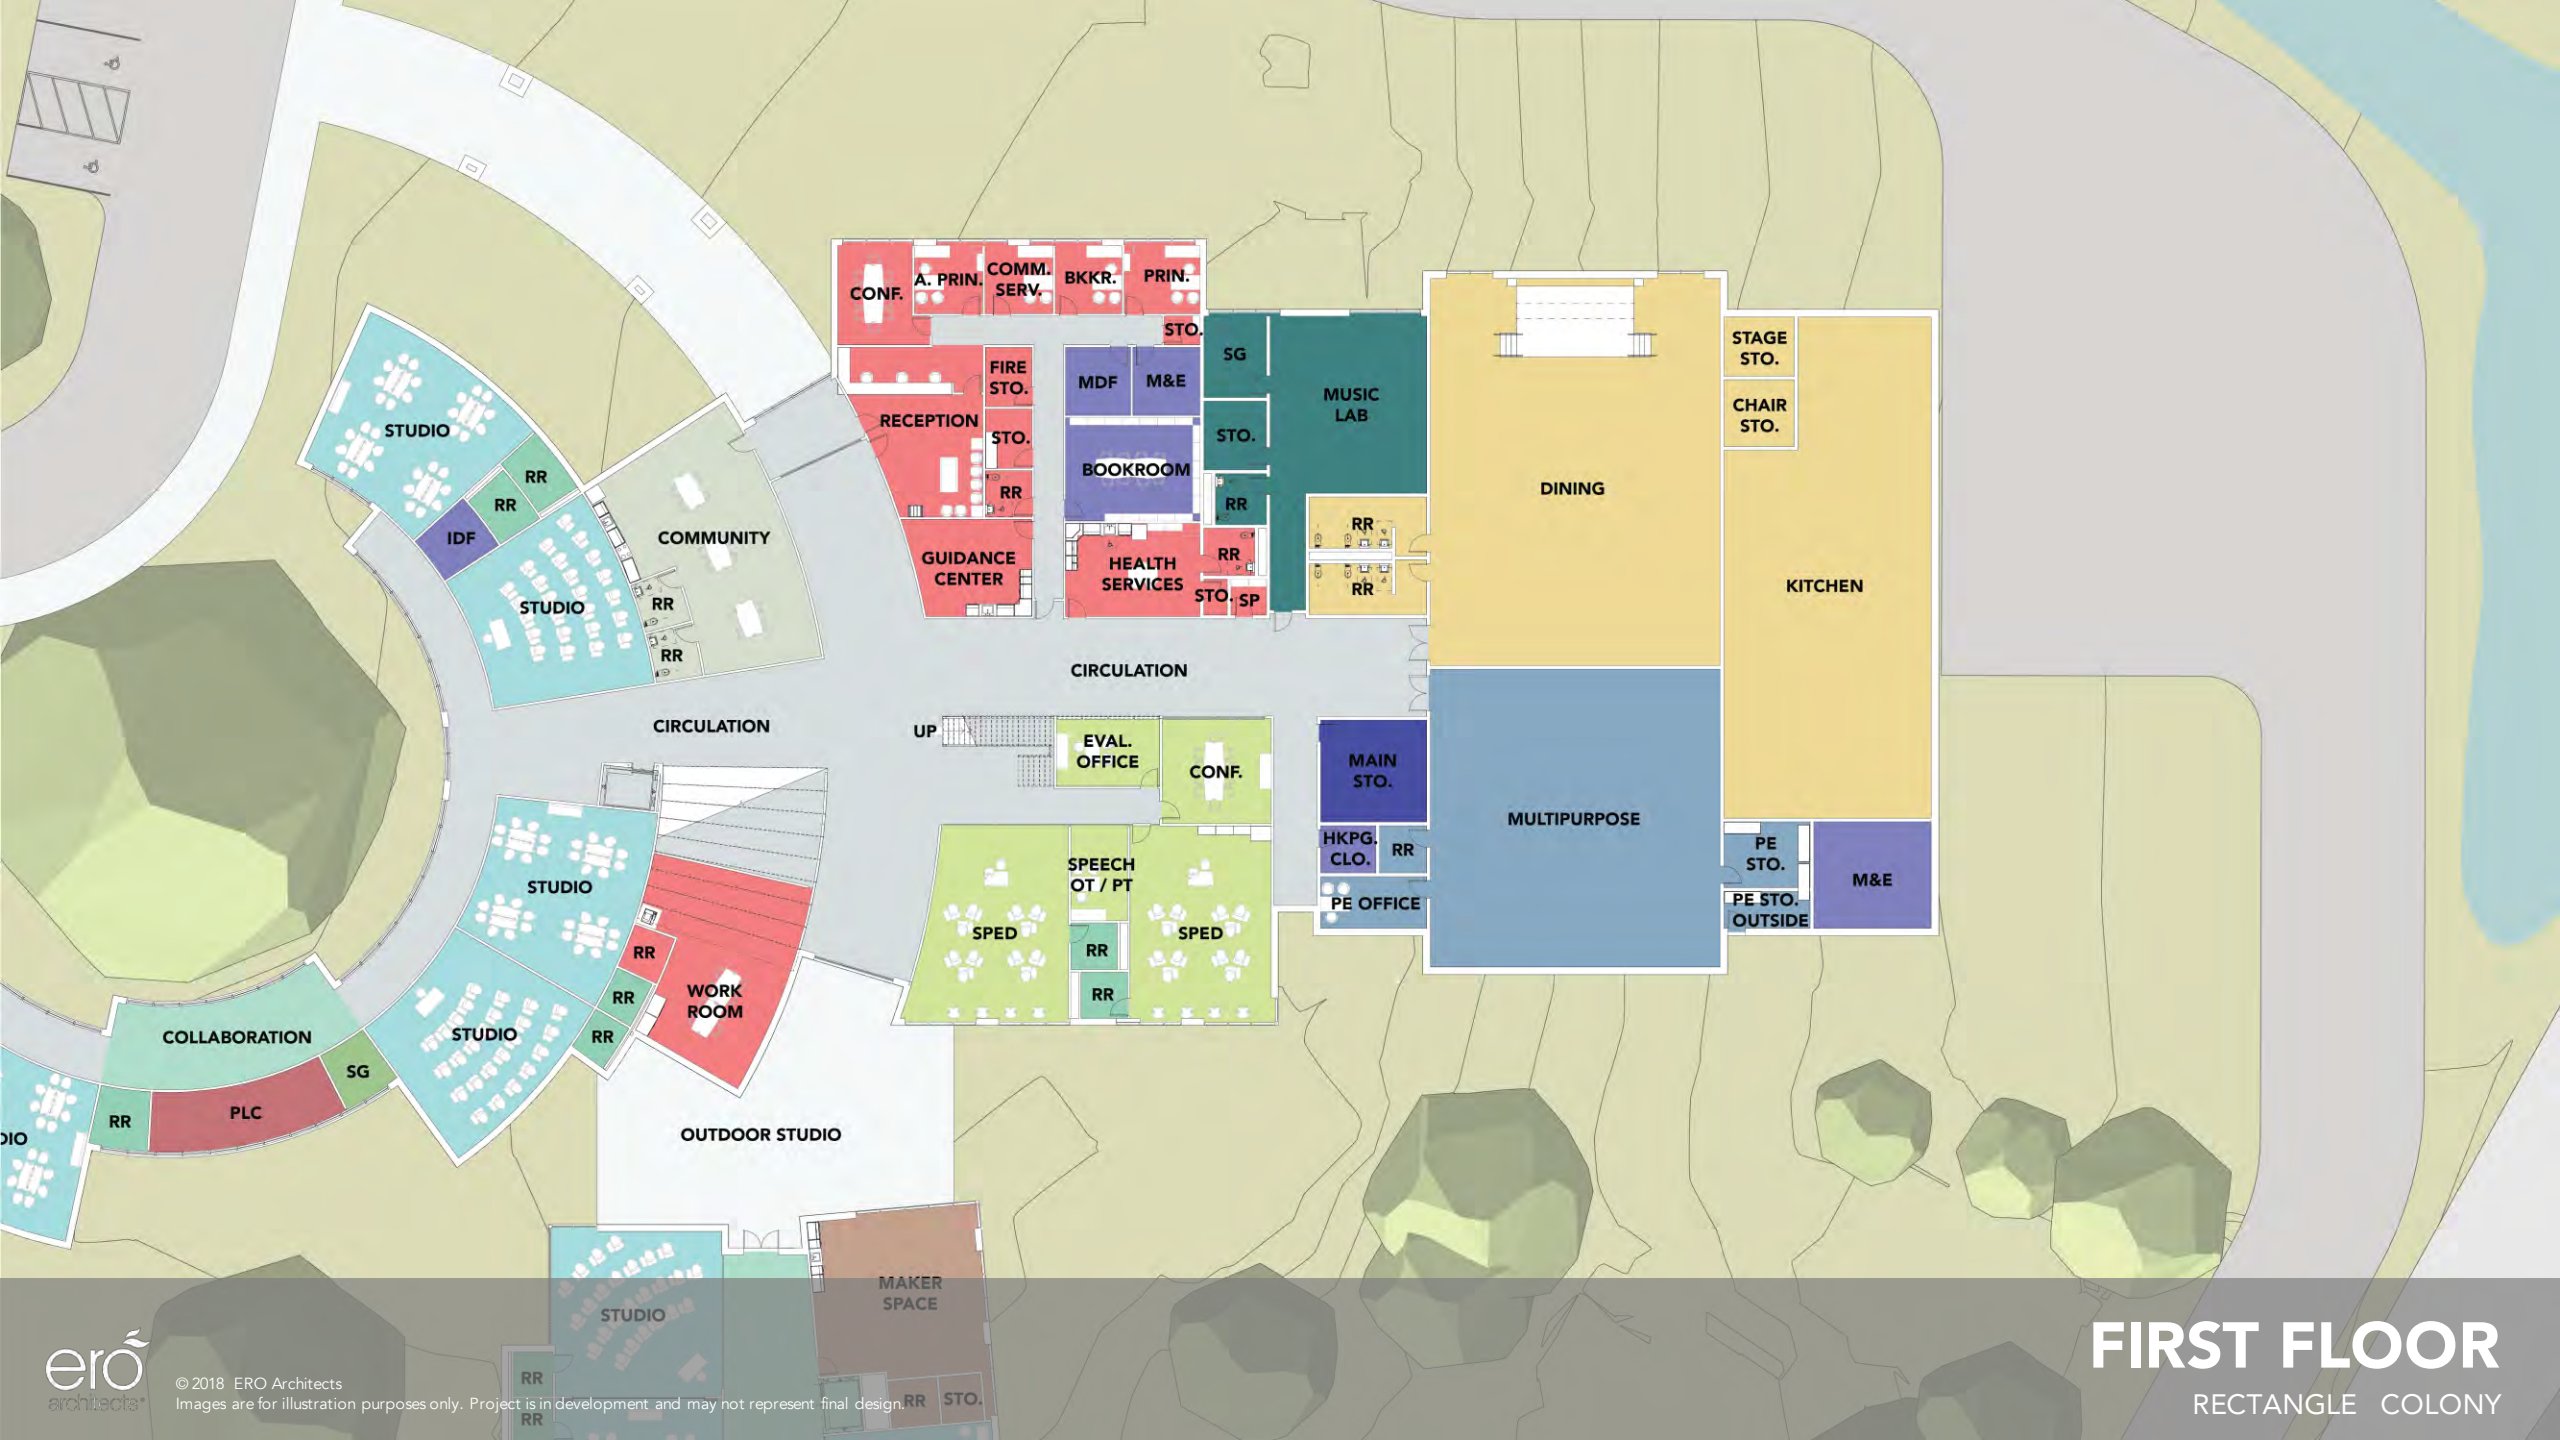 CONF.
A. PRIN.
COMM.
SERV.
BKKR.
PRIN.
STO.
FIRE
STO.
MDF
M&E
SG
MUSIC
LAB
STAGE
STO.
CHAIR
STO.
RECEPTION
STO.
STO.
BOOKROOM
RR
RR
DINING
STUDIO
RR
RR
IDF
COMMUNITY
GUIDANCE
CENTER
HEALTH
SERVICES
RR
STO.
SP
RR
RR
KITCHEN
STUDIO
RR
RR
CIRCULATION
CIRCULATION
UP
EVAL.
OFFICE
CONF.
MAIN
STO.
MULTIPURPOSE
HKPG.
CLO.
RR
PE OFFICE
PE
STO.
PE STO.
OUTSIDE
M&E
STUDIO
SPEECH
OT / PT
SPED
SPED
RR
RR
RR
WORK
ROOM
RR
RR
STUDIO
COLLABORATION
SG
PLC
RR
DIO
OUTDOOR STUDIO
MAKER
SPACE
STUDIO
RR
RR
RR
STO.
ero
architects
© 2018 ERO Architects
Images are for illustration purposes only. Project is in development and may not represent final design.
FIRST FLOOR
RECTANGLE COLONY